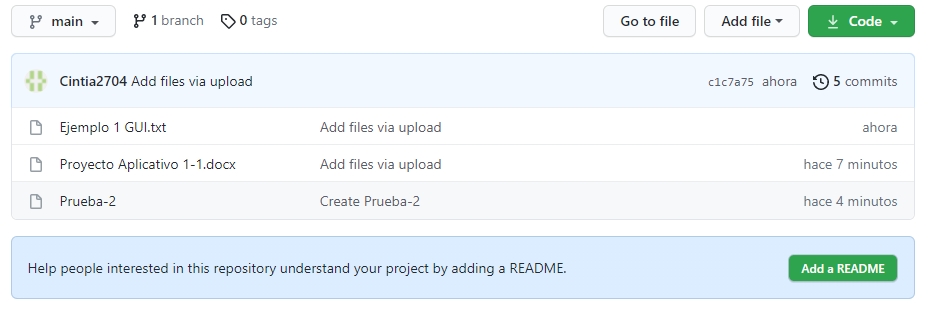 main 1 branch 0 tags Go to file Add file Code
Cintia2704 Add files via upload c1c7a75 ahora 5 commits
Ejemplo 1 GUI.txt Add files via upload ahora
Proyecto Aplicativo 1-1.docx Add files via upload hace 7 minutos
Prueba-2 Create Prueba-2 hace 4 minutos
Help people interested in this repository understand your project by adding a README. Add a README